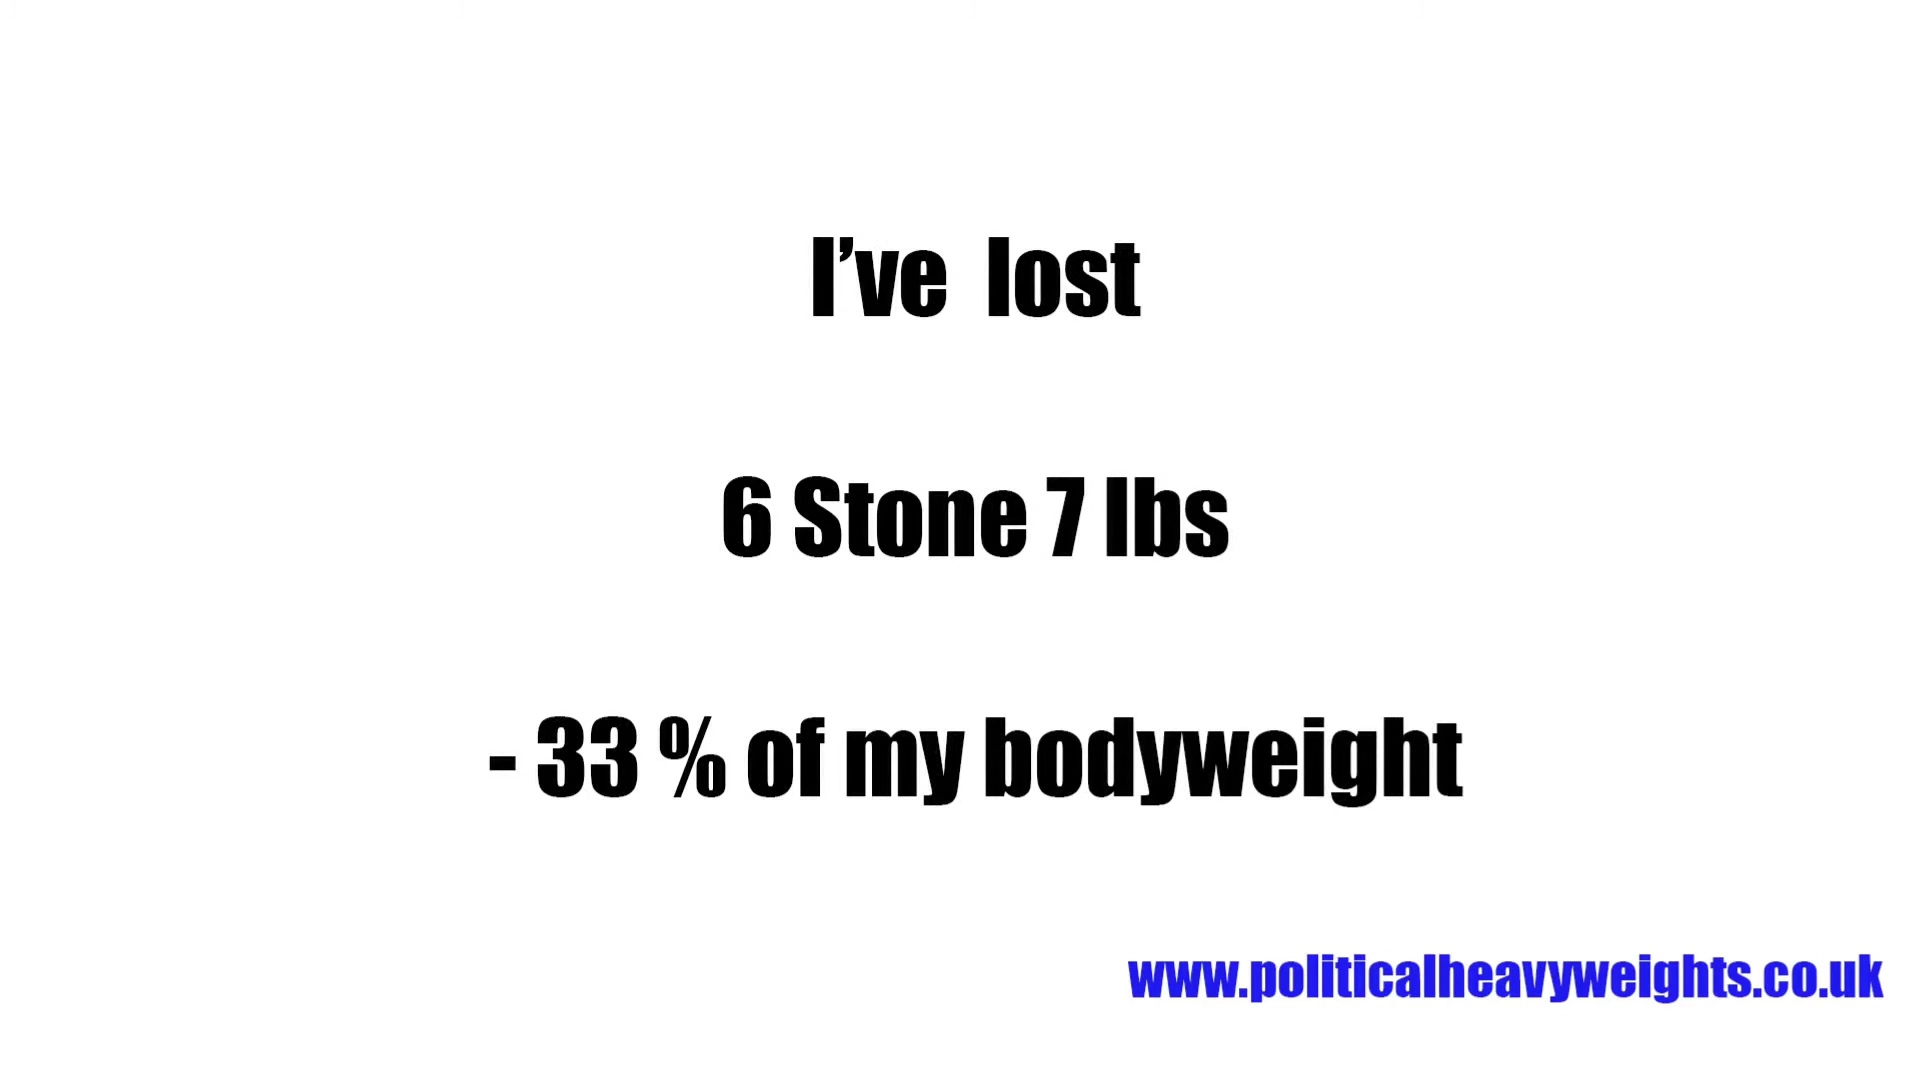 I’ve  lost
6 Stone 7 lbs
- 33 % of my bodyweight
www.politicalheavyweights.co.uk